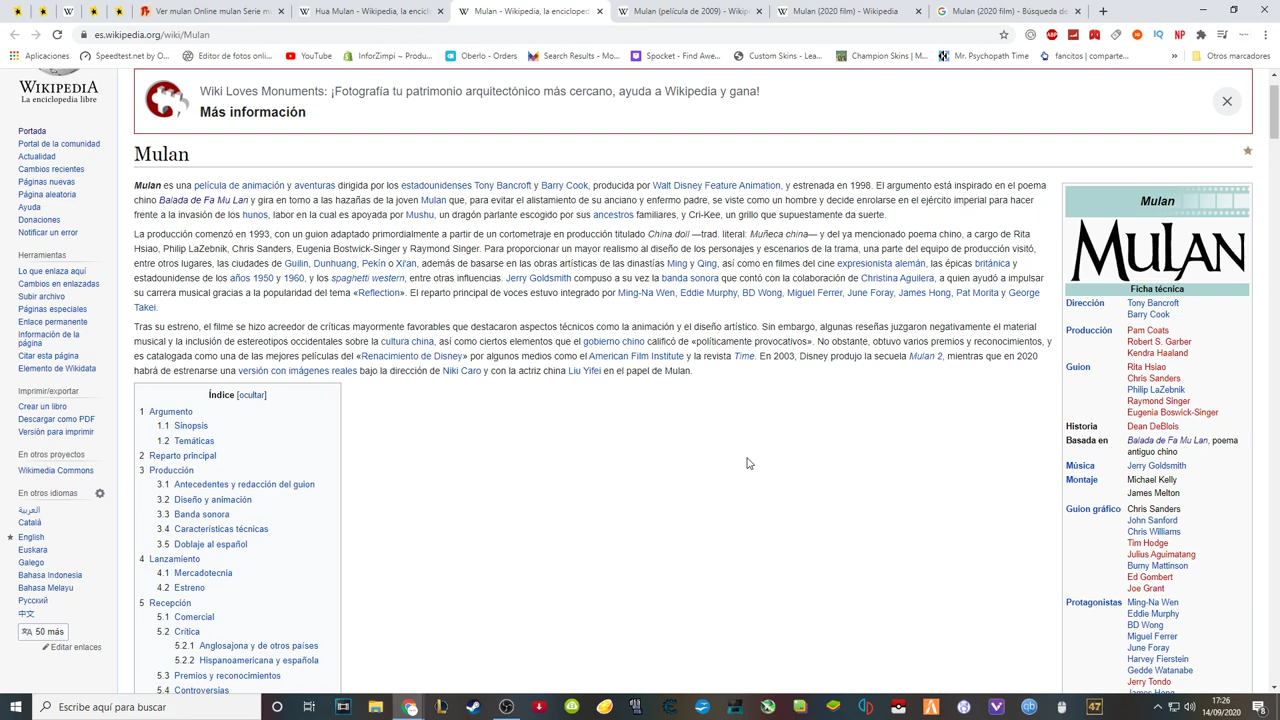 ver mulan online - Ver Monument
Mulan - Wikipedia, la enciclopedia
Mulan - Wikipedia, la encicloped
Mulan (película de 2009) - Wikipe
Mulan (2020 film) - Wikipedia
Mulan (2020 film) - Búsqueda de
es.wikipedia.org/wiki/Mulan
Aplicaciones
Speedtest.net by O...
Editor de fotos onli...
YouTube
InforZimpi ~ Produ...
Oberlo - Orders
Search Results - M...
Spocket - Find Awe...
Custom Skins - Lea...
Champion Skins | M...
Mr. Psychopath Time
fancitos | comparte...
»
Otros marcadores
WIKIPEDIA
La enciclopedia libre
Portada
Portal de la comunidad
Actualidad
Cambios recientes
Páginas nuevas
Página aleatoria
Ayuda
Donaciones
Notificar un error
Herramientas
Lo que enlaza aquí
Cambios en enlazadas
Subir archivo
Páginas especiales
Enlace permanente
Información de la
página
Citar esta página
Elemento de Wikidata
Imprimir/exportar
Crear un libro
Descargar como PDF
Versión para imprimir
En otros proyectos
Wikimedia Commons
En otros idiomas
العربية
Català
English
Euskara
Galego
Bahasa Indonesia
Bahasa Melayu
Русский
中文
50 más
Editar enlaces
Wiki Loves Monuments: ¡Fotografía tu patrimonio arquitectónico más cercano, ayuda a Wikipedia y gana!
Más información
Mulan
Mulan es una película de animación y aventuras dirigida por los estadounidenses Tony Bancroft y Barry Cook, producida por Walt Disney Feature Animation, y estrenada en 1998. El argumento está inspirado en el poema
chino Balada de Fa Mu Lan y gira en torno a las hazañas de la joven Mulan que, para evitar el alistamiento de su anciano y enfermo padre, se viste como un hombre y decide enrolarse en el ejército imperial para hacer
frente a la invasión de los hunos, labor en la cual es apoyada por Mushu, un dragón parlante escogido por sus ancestros familiares, y Cri-Kee, un grillo que supuestamente da suerte.
La producción comenzó en 1993, con un guion adaptado primordialmente a partir de un cortometraje en producción titulado China doll —trad. literal: Muñeca china— y del ya mencionado poema chino, a cargo de Rita
Hsiao, Philip LaZebnik, Chris Sanders, Eugenia Bostwick-Singer y Raymond Singer. Para proporcionar un mayor realismo al diseño de los personajes y escenarios de la trama, una parte del equipo de producción visitó,
entre otros lugares, las ciudades de Guilin, Dunhuang, Pekín o Xi'an, además de basarse en las obras artísticas de las dinastías Ming y Qing, así como en filmes del cine expresionista alemán, las épicas británica y
estadounidense de los años 1950 y 1960, y los spaghetti western, entre otras influencias. Jerry Goldsmith compuso a su vez la banda sonora que contó con la colaboración de Christina Aguilera, a quien ayudó a impulsar
su carrera musical gracias a la popularidad del tema «Reflection». El reparto principal de voces estuvo integrado por Ming-Na Wen, Eddie Murphy, BD Wong, Miguel Ferrer, June Foray, James Hong, Pat Morita y George
Takei.
Tras su estreno, el filme se hizo acreedor de críticas mayormente favorables que destacaron aspectos técnicos como la animación y el diseño artístico. Sin embargo, algunas reseñas juzgaron negativamente el material
musical y la inclusión de estereotipos occidentales sobre la cultura china, así como ciertos elementos que el gobierno chino calificó de «políticamente provocativos». No obstante, obtuvo varios premios y reconocimientos, y
es catalogada como una de las mejores películas del «Renacimiento de Disney» por algunos medios como el American Film Institute y la revista Time. En 2003, Disney produjo la secuela Mulan 2, mientras que en 2020
habrá de estrenarse una versión con imágenes reales bajo la dirección de Niki Caro y con la actriz china Liu Yifei en el papel de Mulan.
Índice [ocultar]
1 Argumento
1.1 Sinopsis
1.2 Temáticas
2 Reparto principal
3 Producción
3.1 Antecedentes y redacción del guion
3.2 Diseño y animación
3.3 Banda sonora
3.4 Características técnicas
3.5 Doblaje al español
4 Lanzamiento
4.1 Mercadotecnia
4.2 Estreno
5 Recepción
5.1 Comercial
5.2 Crítica
5.2.1 Anglosajona y de otros países
5.2.2 Hispanoamericana y española
5.3 Premios y reconocimientos
5.4 Controversias
Mulan
MULAN
Ficha técnica
Dirección Tony Bancroft
Barry Cook
Producción Pam Coats
Robert S. Garber
Kendra Haaland
Guion Rita Hsiao
Chris Sanders
Philip LaZebnik
Raymond Singer
Eugenia Boswick-Singer
Historia Dean DeBlois
Basada en Balada de Fa Mu Lan, poema
antiguo chino
Música Jerry Goldsmith
Montaje Michael Kelly
James Melton
Guion gráfico Chris Sanders
John Sanford
Chris Williams
Tim Hodge
Julius Aguimatang
Burny Mattinson
Ed Gombert
Joe Grant
Protagonistas Ming-Na Wen
Eddie Murphy
BD Wong
Miguel Ferrer
June Foray
Harvey Fierstein
Gedde Watanabe
Jerry Tondo
James Hong
Escribe aquí para buscar
17:26
14/09/2020